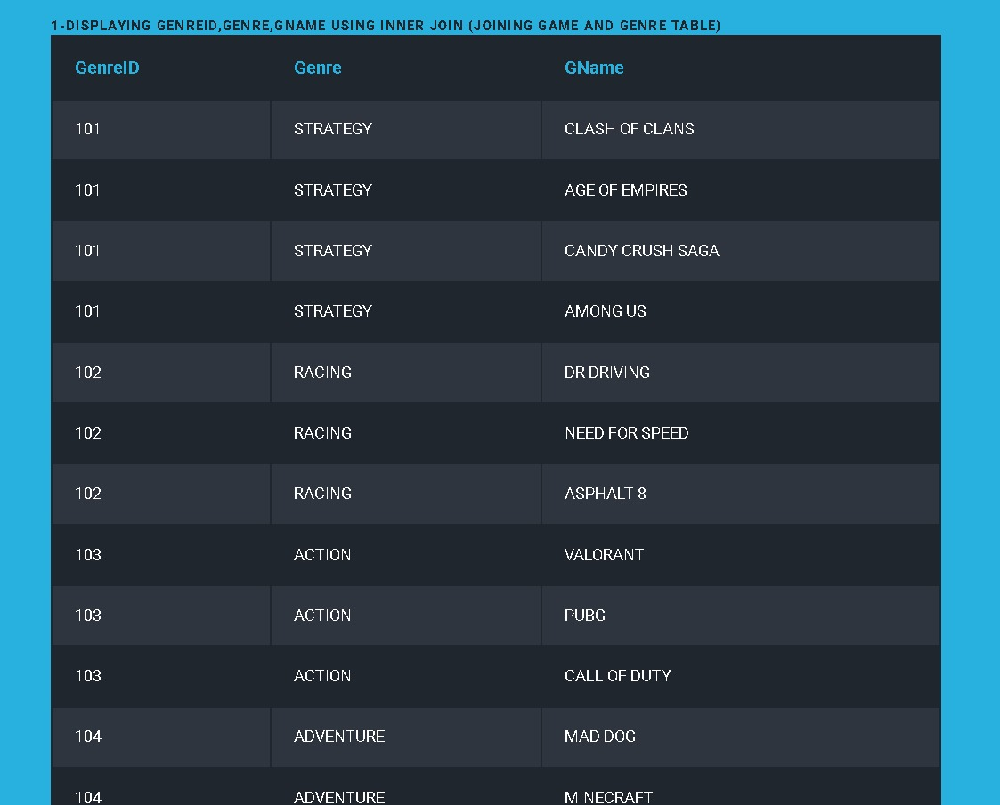 1-DISPLAYING GENREID,GENRE,GNAME USING INNER JOIN (JOINING GAME AND GENRE TABLE)
GenreID Genre GName
101 STRATEGY CLASH OF CLANS
101 STRATEGY AGE OF EMPIRES
101 STRATEGY CANDY CRUSH SAGA
101 STRATEGY AMONG US
102 RACING DR DRIVING
102 RACING NEED FOR SPEED
102 RACING ASPHALT 8
103 ACTION VALORANT
103 ACTION PUBG
103 ACTION CALL OF DUTY
104 ADVENTURE MAD DOG
104 ADVENTURE MINECRAFT